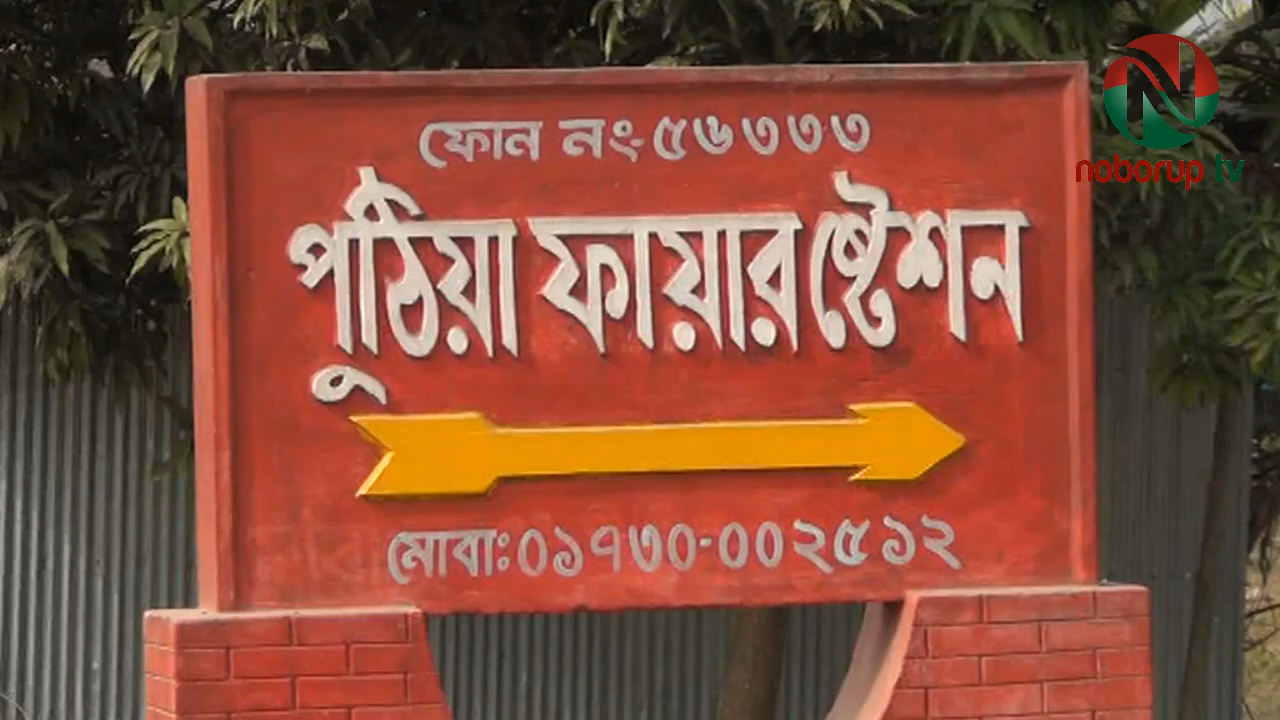 ফোন নং-৫৬৩৩৩
পুঠিয়া ফায়ার ষ্টেশন
মোবাঃ০১৭৩০-০০২৫১২
noborup tv